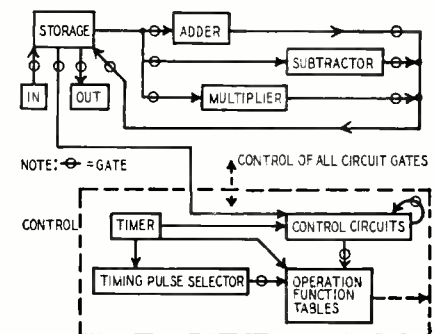 STORAGE
ADDER
SUBTRACTOR
IN
OUT
MULTIPLIER
NOTE: = GATE
CONTROL OF ALL CIRCUIT GATES
CONTROL
TIMER
CONTROL CIRCUITS
TIMING PULSE SELECTOR
OPERATION
FUNCTION
TABLES